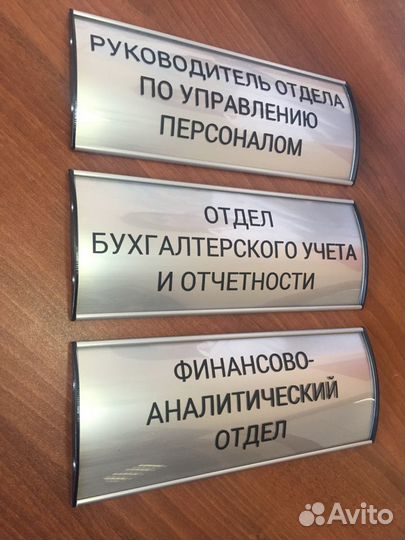 РУКОВОДИТЕЛЬ ОТДЕЛА
ПО УПРАВЛЕНИЮ
ПЕРСОНАЛОМ
ОТДЕЛ
БУХГАЛТЕРСКОГО УЧЕТА
И ОТЧЕТНОСТИ
ФИНАНСОВО-
АНАЛИТИЧЕСКИЙ
ОТДЕЛ
Avito